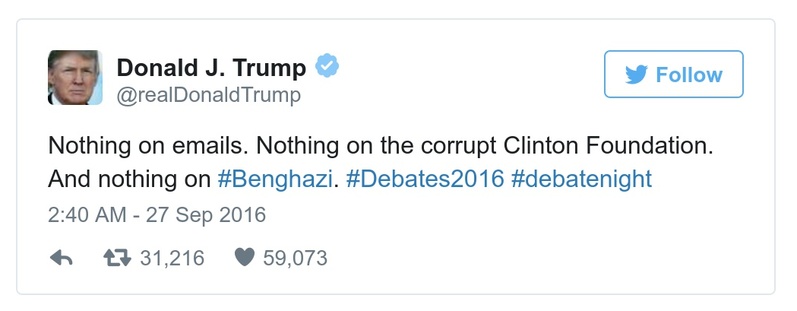 Donald J. Trump
@realDonaldTrump
Follow
Nothing on emails. Nothing on the corrupt Clinton Foundation.
And nothing on #Benghazi. #Debates2016 #debatenight
2:40 AM - 27 Sep 2016
31,216 59,073